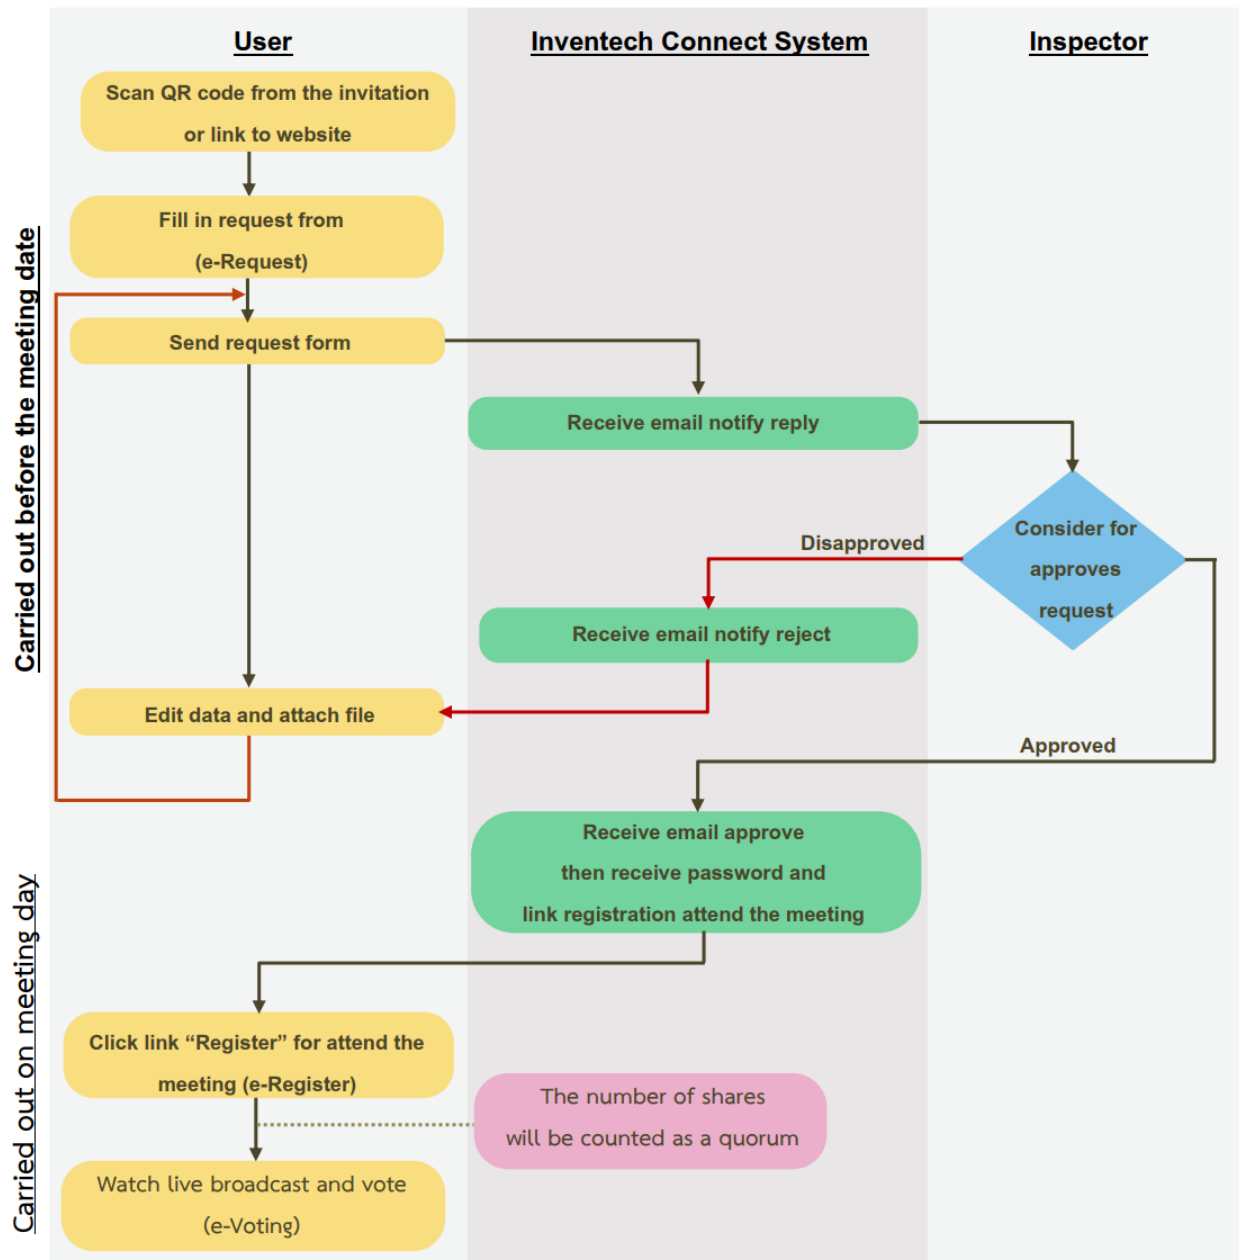 User
Inventech Connect System
Inspector
Scan QR code from the invitation
or link to website
Fill in request from
(e-Request)
Send request form
Receive email notify reply
Consider for
approves
request
Disapproved
Receive email notify reject
Edit data and attach file
Approved
Receive email approve
then receive password and
link registration attend the meeting
Click link “Register” for attend the
meeting (e-Register)
The number of shares
will be counted as a quorum
Watch live broadcast and vote
(e-Voting)
Carried out before the meeting date
Carried out on meeting day